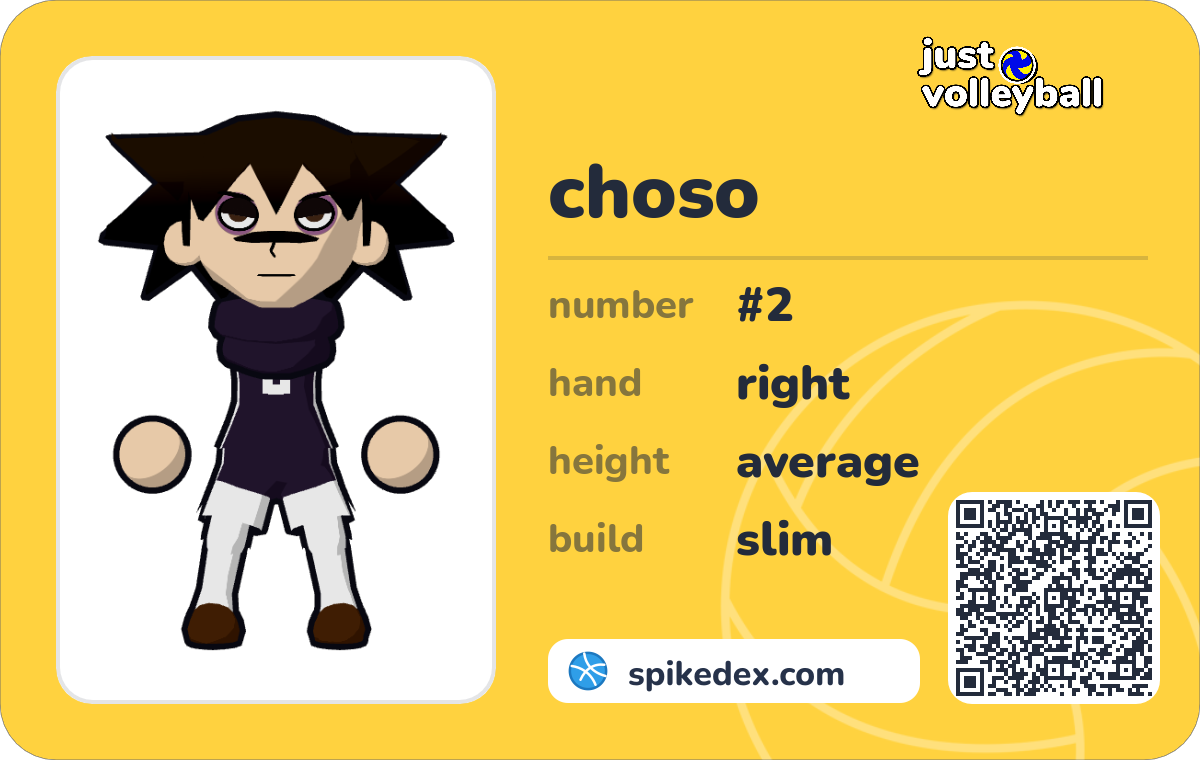 just
volleyball
choso
number #2
hand right
height average
build slim
spikedex.com